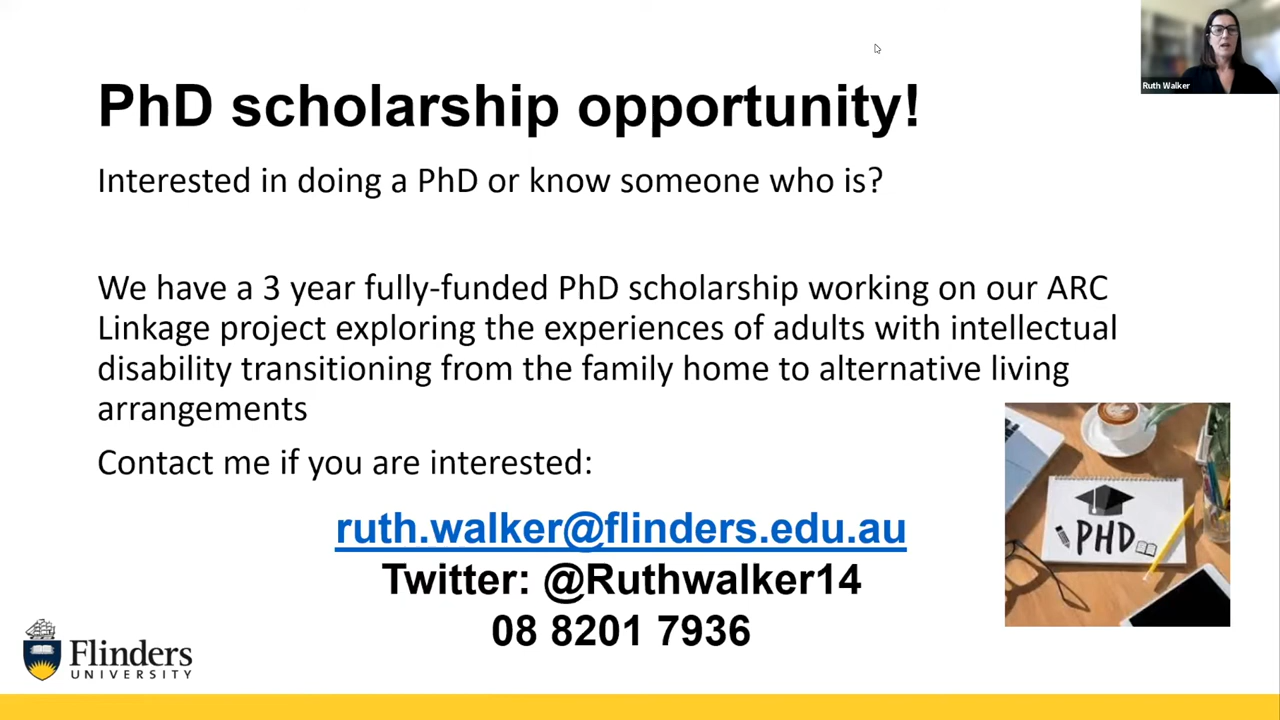 PhD scholarship opportunity!
Ruth Walker
Interested in doing a PhD or know someone who is?
We have a 3 year fully-funded PhD scholarship working on our ARC
Linkage project exploring the experiences of adults with intellectual
disability transitioning from the family home to alternative living
arrangements
Contact me if you are interested:
ruth.walker@flinders.edu.au
Twitter: @Ruthwalker14
08 8201 7936
PHD
Flinders
UNIVERSITY